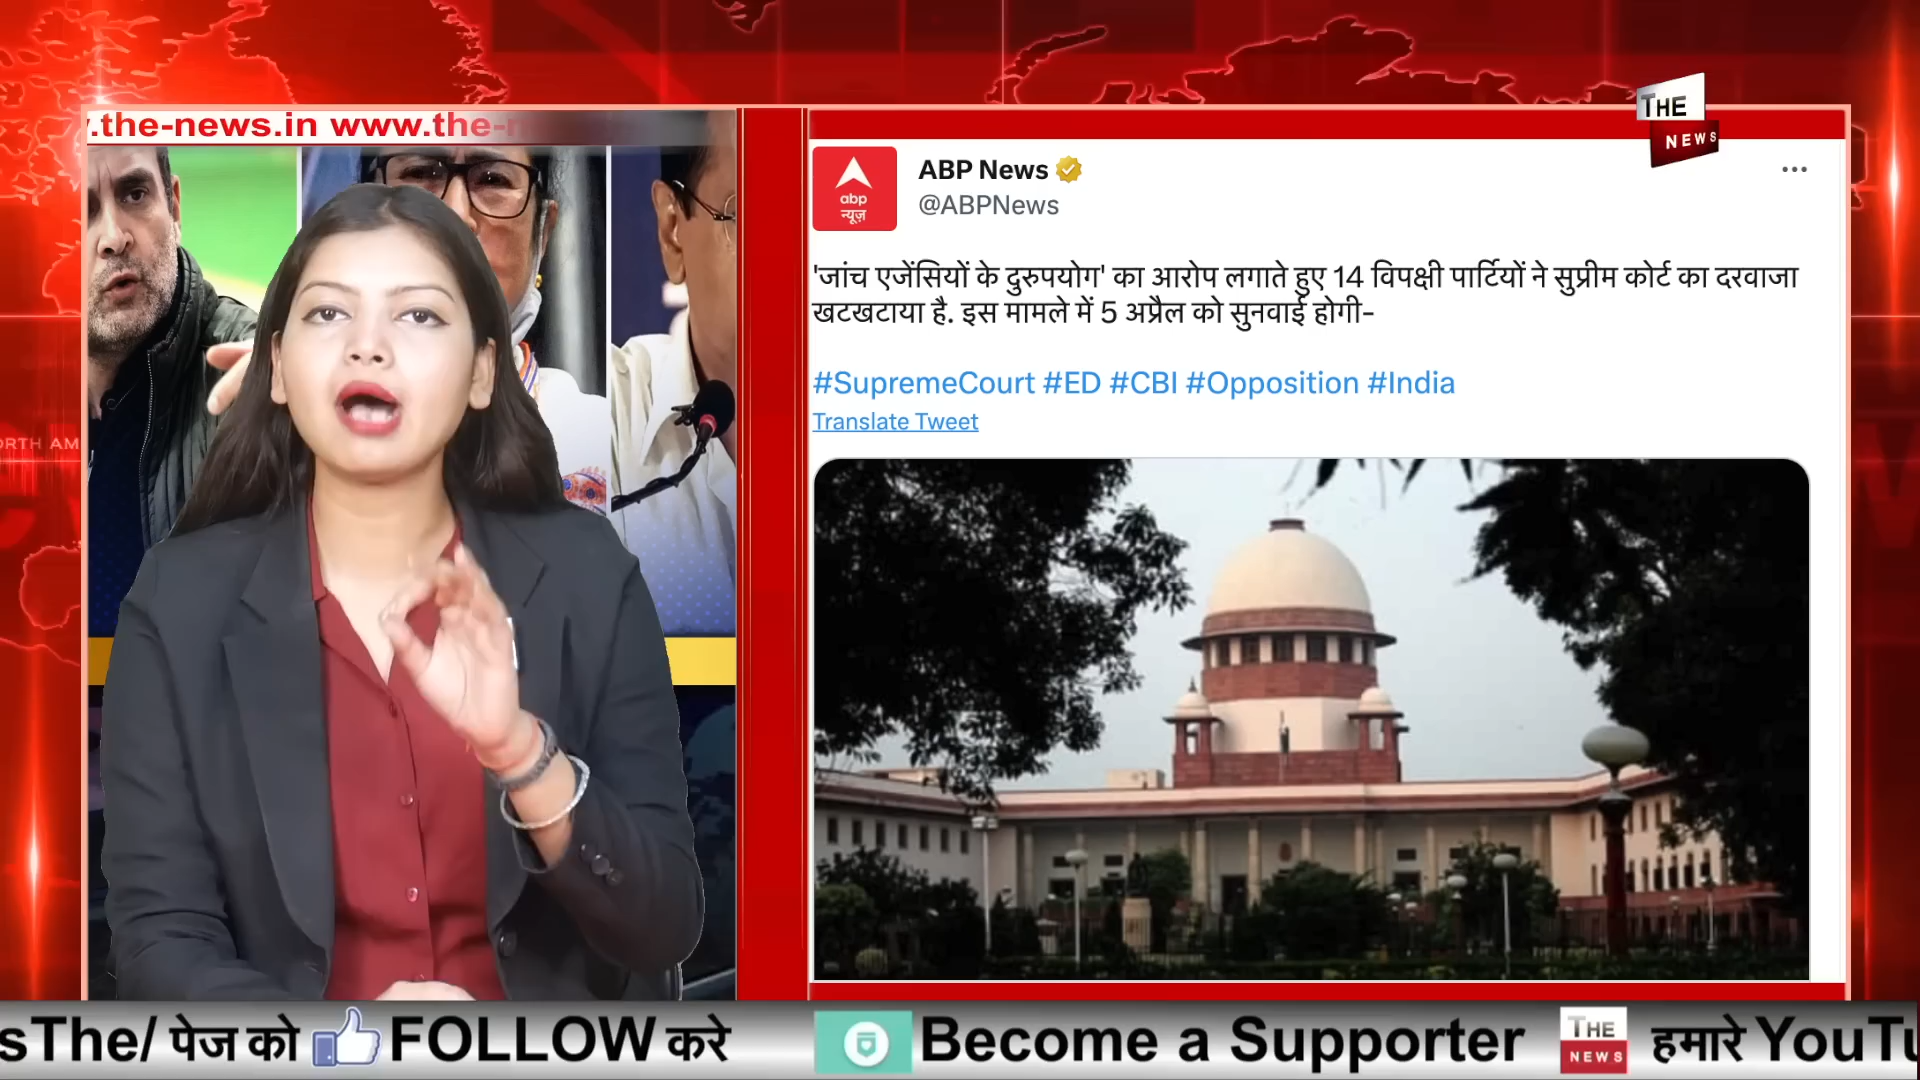 .the-news.in www.the-n
THE
NEWS
ABP News
@ABPNews
abp
न्यूज़
'जांच एजेंसियों के दुरुपयोग' का आरोप लगाते हुए 14 विपक्षी पार्टियों ने सुप्रीम कोर्ट का दरवाजा
खटखटाया है. इस मामले में 5 अप्रैल को सुनवाई होगी-
#SupremeCourt #ED #CBI #Opposition #India
Translate Tweet
ORTH AM
sThe/ पेज को FOLLOW करे Become a Supporter THE NEWS हमारे YouTu